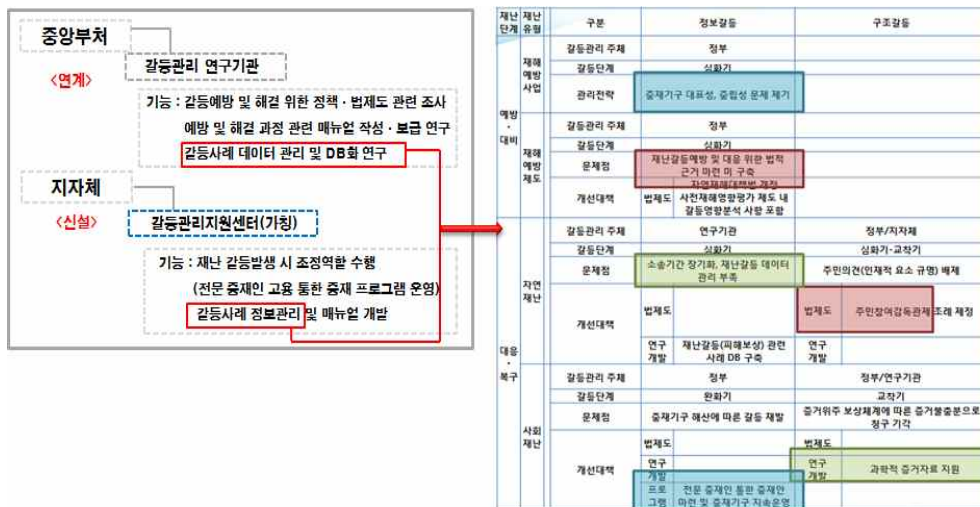 중앙부처
<연계>
갈등관리 연구기관
기능 : 갈등예방 및 해결 위한 정책 · 법제도 관련 조사
예방 및 해결 과정 관련 매뉴얼 작성 · 보급 연구
갈등사례 데이터 관리 및 DB화 연구
지자체
<신설>
갈등관리지원센터(가칭)
기능 : 재난 갈등발생 시 조정역할 수행
(전문 중재인 고용 통한 중재 프로그램 운영)
갈등사례 정보관리 및 매뉴얼 개발
재난 단계 재난 유형 구분 정보갈등 구조갈등
예방 · 대비
재해 예방 사업
갈등관리 주체 정부
갈등단계 심화기
관리전략 중재기구 대표성, 중립성 문제 제기
재해 예방 제도
갈등관리 주체 정부
갈등단계 심화기
문제점 재난갈등예방 및 대응 위한 법적
근거 마련 미 구축
개선대책 법제도 자연재해대책법 개정
사전재해영향평가 제도 내
갈등영향분석 사항 포함
대응 · 복구
자연 재난
갈등관리 주체 연구기관 정부/지자체
갈등단계 심화기 심화기-교착기
문제점 소송기간 장기화, 재난갈등 데이터
관리 부족 주민의견(인재적 요소 규명) 배제
개선대책 법제도 법제도 주민참여감독관제 조례 제정
연구 개발 재난갈등(피해보상) 관련
사례 DB 구축 연구 개발
사회 재난
갈등관리 주체 정부 정부/연구기관
갈등단계 완화기 교착기
문제점 중재기구 해산에 따른 갈등 재발 증거위주 보상체계에 따른 증거불충분으로
청구 기각
개선대책 법제도 법제도
연구 개발 연구 개발 과학적 증거자료 지원
프로그램 전문 중재인 통한 중재안
마련 및 중재기구 지속운영